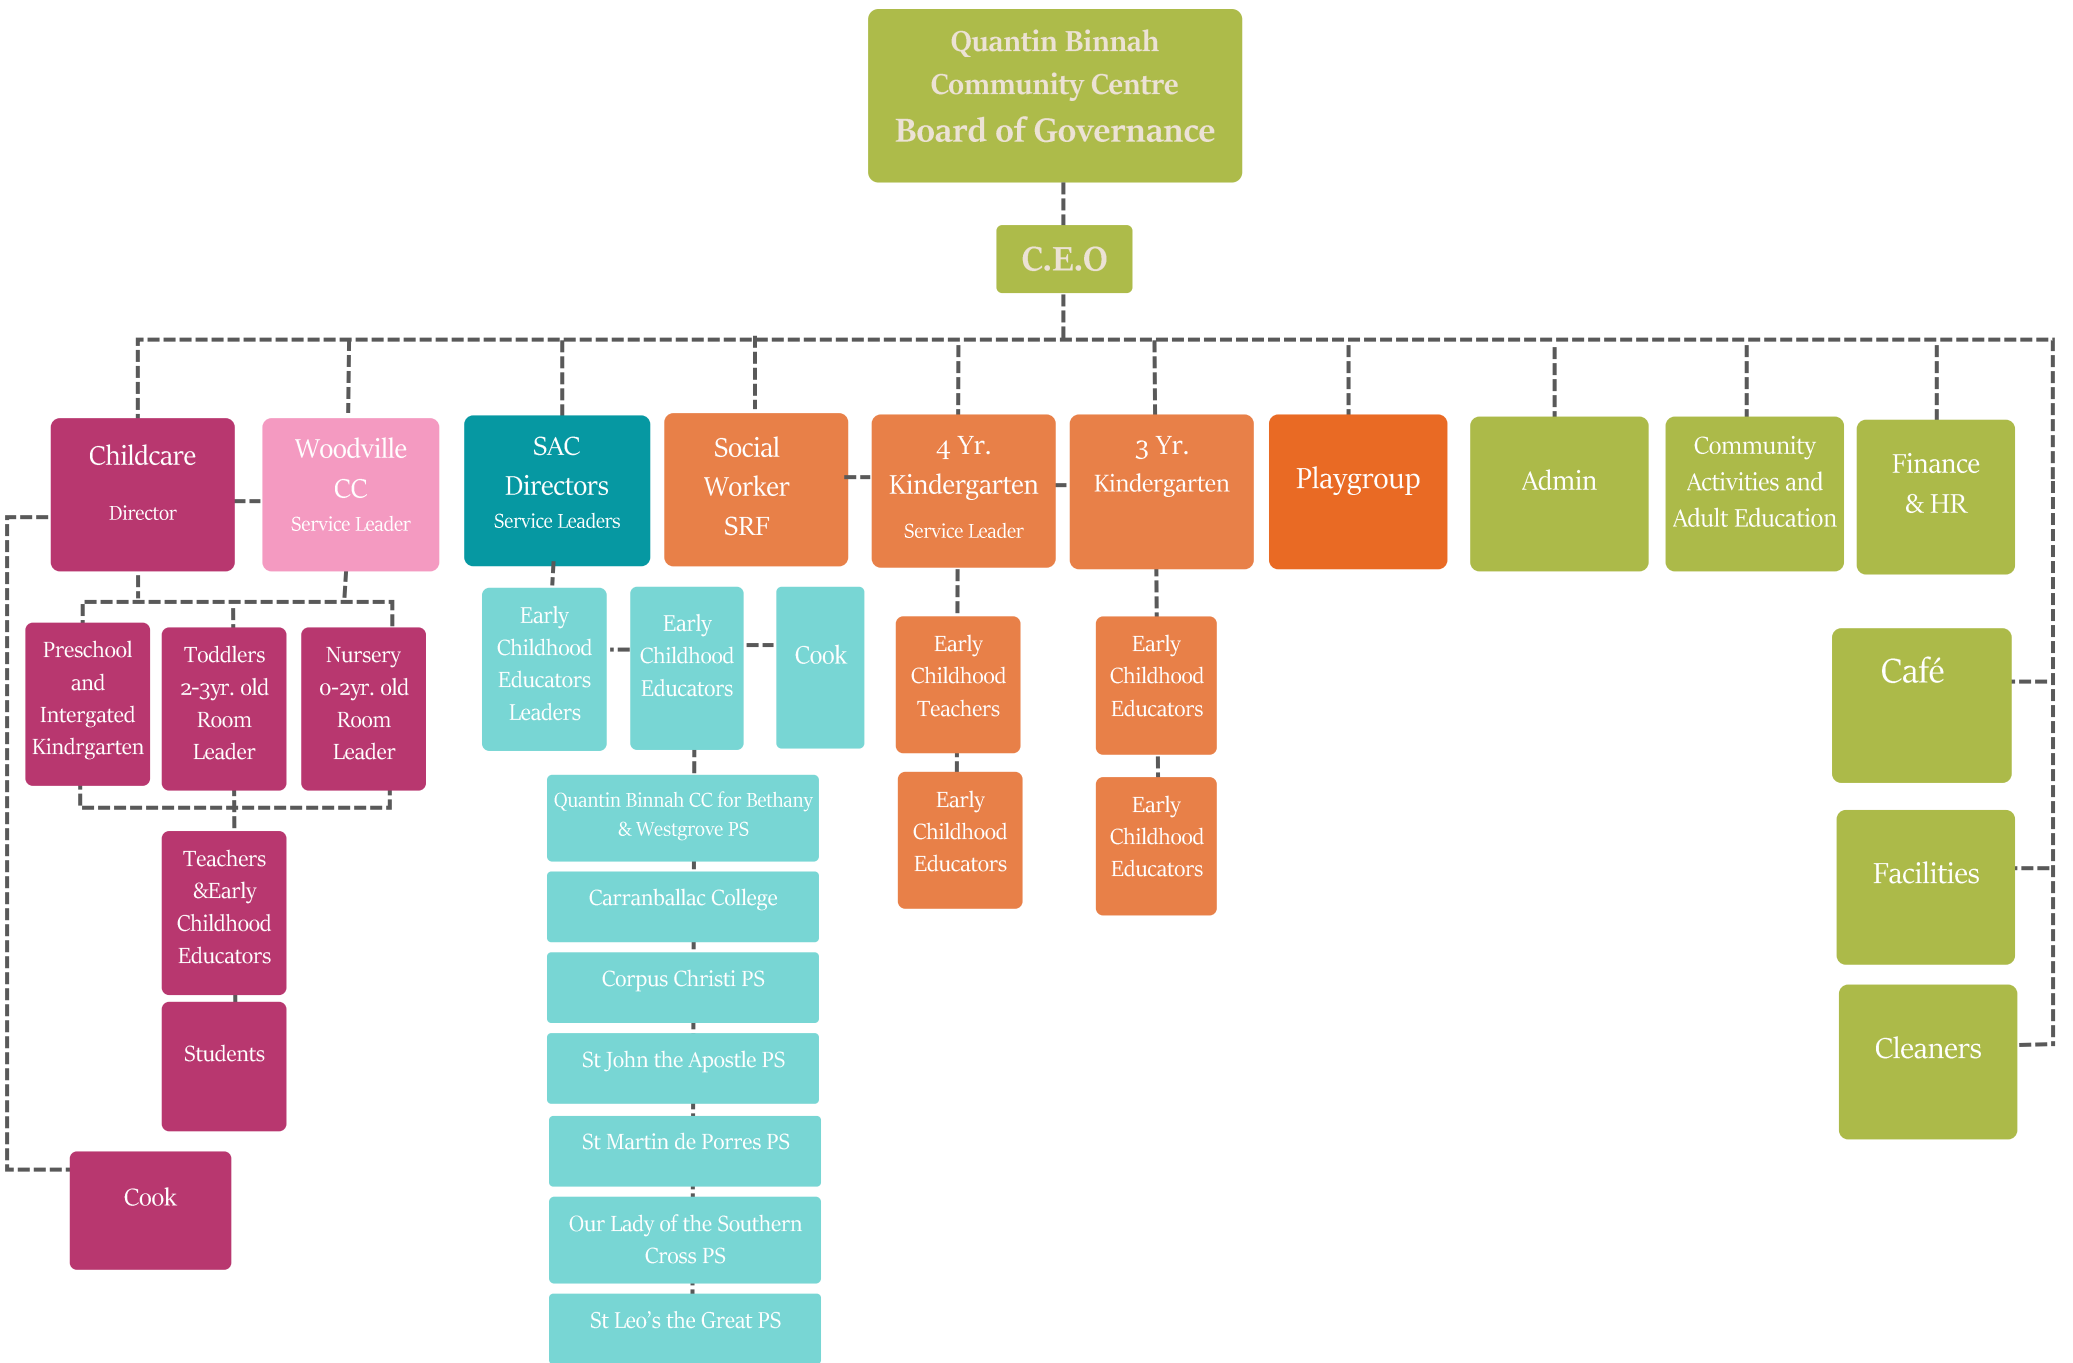 Quantin Binnah
Community Centre
Board of Governance
C.E.O
Childcare
Director
Woodville
CC
Service Leader
SAC
Directors
Service Leaders
Social
Worker
SRF
4 Yr.
Kindergarten
Service Leader
3 Yr.
Kindergarten
Playgroup
Admin
Community
Activities and
Adult Education
Finance
& HR
Preschool
and
Intergated
Kindrgarten
Toddlers
2-3yr. old
Room
Leader
Nursery
0-2yr. old
Room
Leader
Early
Childhood
Educators
Leaders
Early
Childhood
Educators
Cook
Early
Childhood
Teachers
Early
Childhood
Educators
Café
Quantin Binnah CC for Bethany
& Westgrove PS
Early
Childhood
Educators
Early
Childhood
Educators
Facilities
Teachers
&Early
Childhood
Educators
Carranballac College
Corpus Christi PS
Students
St John the Apostle PS
Cleaners
St Martin de Porres PS
Cook
Our Lady of the Southern
Cross PS
St Leo's the Great PS